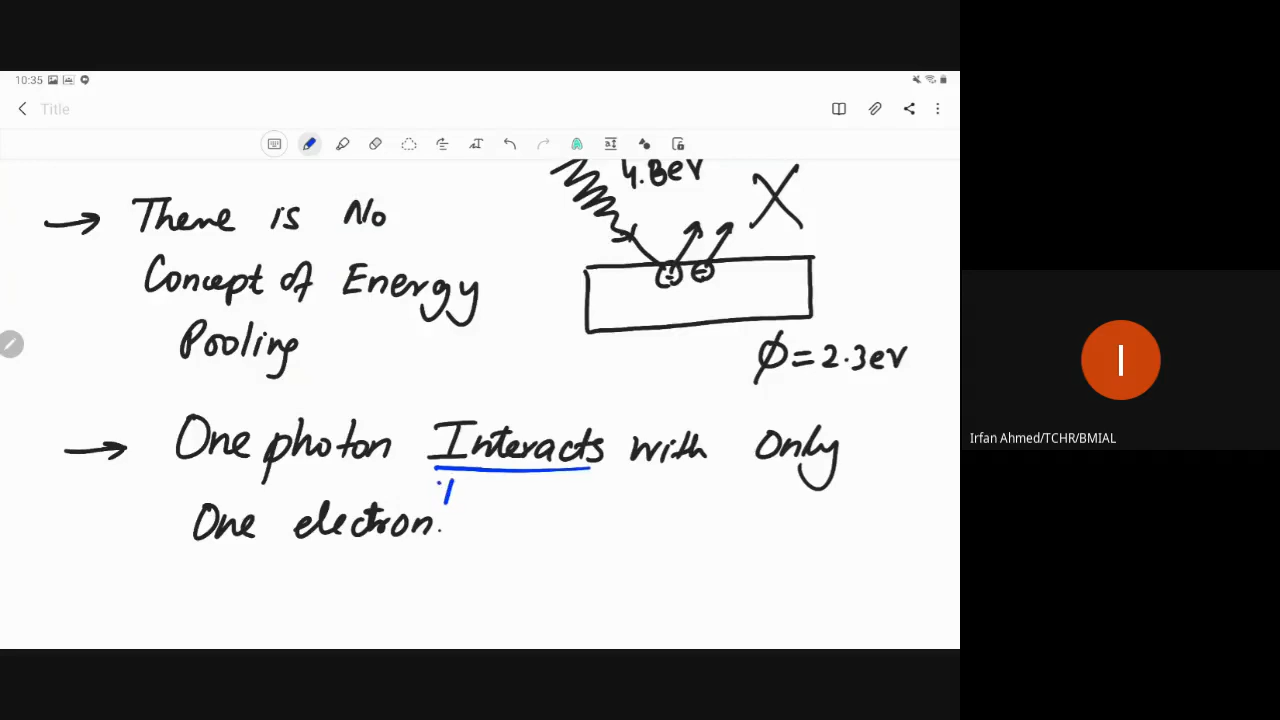 10:35
Title
4.8ev
→ There is No
Concept of Energy
Pooling
φ = 2.3ev
→ One photon Interacts with Only
One electron.
I
Irfan Ahmed/TCHR/BMIAL